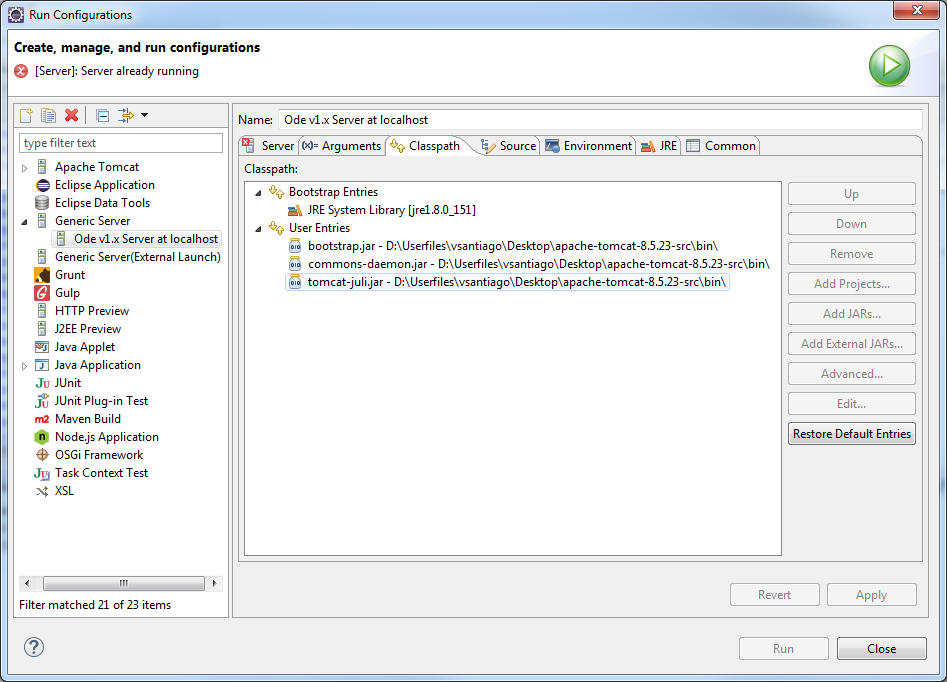 Run Configurations
Create, manage, and run configurations
[Server]: Server already running
type filter text
Apache Tomcat
Eclipse Application
Eclipse Data Tools
Generic Server
Ode v1.x Server at localhost
Generic Server(External Launch)
Grunt
Gulp
HTTP Preview
J2EE Preview
Java Applet
Java Application
JUnit
JUnit Plug-in Test
Maven Build
Node.js Application
OSGi Framework
Task Context Test
XSL
Filter matched 21 of 23 items
Name: Ode v1.x Server at localhost
Server (x)= Arguments Classpath Source Environment JRE Common
Classpath:
Bootstrap Entries
JRE System Library [jre1.8.0_151]
User Entries
bootstrap.jar - D:\Userfiles\vsantiago\Desktop\apache-tomcat-8.5.23-src\bin\
commons-daemon.jar - D:\Userfiles\vsantiago\Desktop\apache-tomcat-8.5.23-src\bin\
tomcat-juli.jar - D:\Userfiles\vsantiago\Desktop\apache-tomcat-8.5.23-src\bin\
Up
Down
Remove
Add Projects...
Add JARs...
Add External JARs...
Advanced...
Edit...
Restore Default Entries
Revert Apply
? Run Close